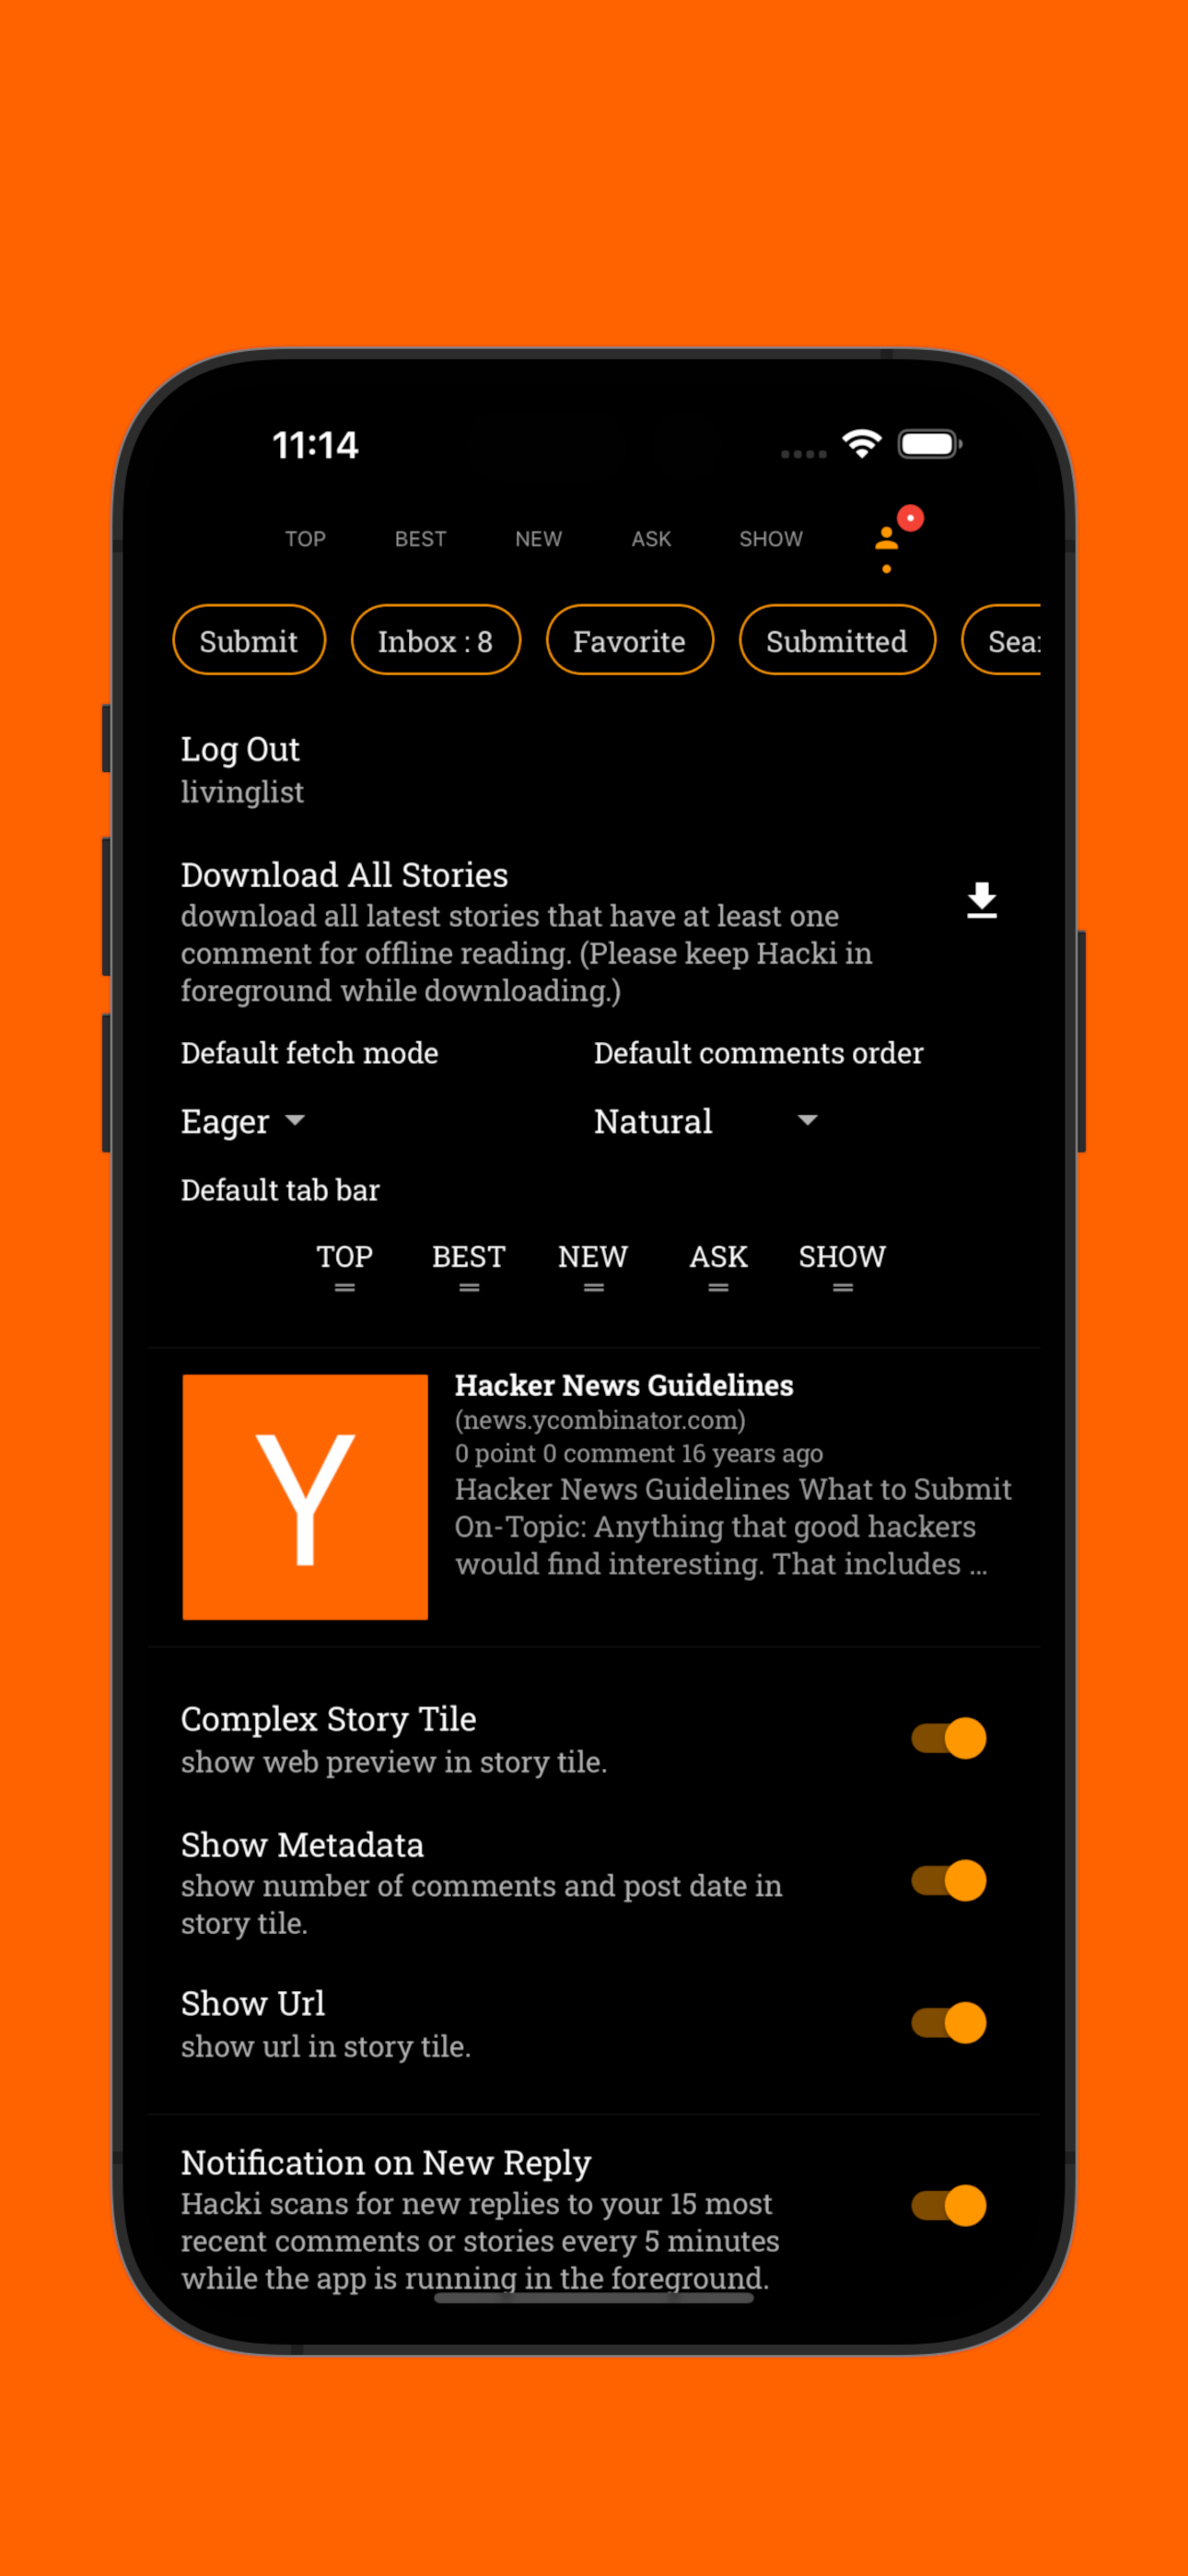 11:14
TOP BEST NEW ASK SHOW
Submit Inbox : 8 Favorite Submitted
Log Out
livinglist
Download All Stories
download all latest stories that have at least one
comment for offline reading. (Please keep Hacki in
foreground while downloading.)
Default fetch mode Default comments order
Eager Natural
Default tab bar
TOP BEST NEW ASK SHOW
Y
Hacker News Guidelines
(news.ycombinator.com)
0 point 0 comment 16 years ago
Hacker News Guidelines What to Submit
On-Topic: Anything that good hackers
would find interesting. That includes ...
Complex Story Tile
show web preview in story tile.
Show Metadata
show number of comments and post date in
story tile.
Show Url
show url in story tile.
Notification on New Reply
Hacki scans for new replies to your 15 most
recent comments or stories every 5 minutes
while the app is running in the foreground.